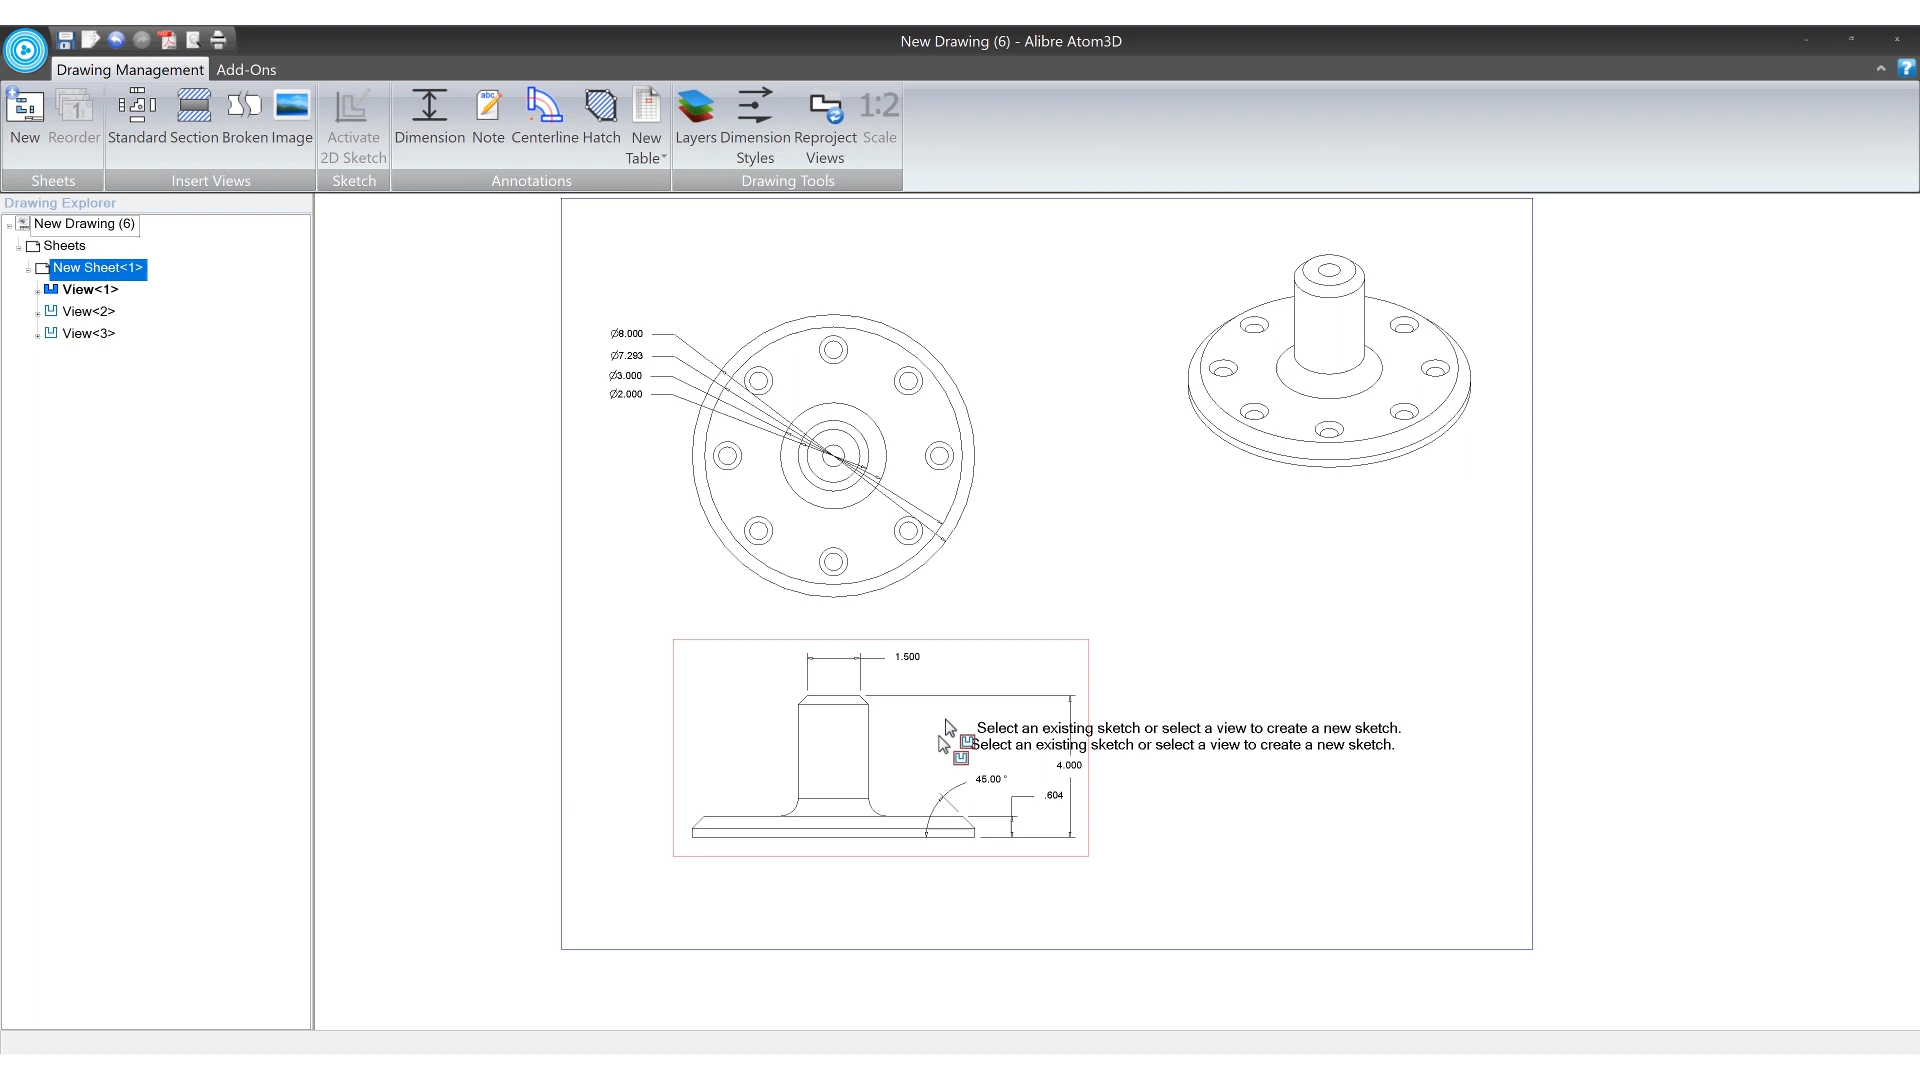 New Drawing (6) - Alibre Atom3D
Drawing Management
Add-Ons
New
Reorder
Standard
Section
Broken
Image
Activate
2D Sketch
Dimension
Note
Centerline
Hatch
New
Table
Layers
Dimension
Styles
Reproject
Views
1:2
Scale
Sheets
Insert Views
Sketch
Annotations
Drawing Tools
Drawing Explorer
New Drawing (6)
Sheets
New Sheet<1>
View<1>
View<2>
View<3>
∅8.000
∅7.293
∅3.000
∅2.000
1.500
Select an existing sketch or select a view to create a new sketch.
Select an existing sketch or select a view to create a new sketch.
4.000
45.00 °
.604